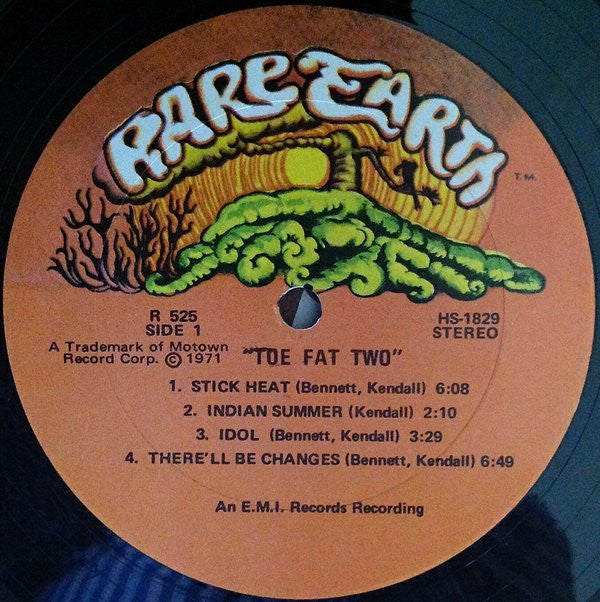 RARE EARTH
T.M.
R 525
SIDE 1
HS-1829
STEREO
A Trademark of Motown
Record Corp. © 1971
"TOE FAT TWO"
1. STICK HEAT (Bennett, Kendall) 6:08
2. INDIAN SUMMER (Kendall) 2:10
3. IDOL (Bennett, Kendall) 3:29
4. THERE'LL BE CHANGES (Bennett, Kendall) 6:49
An E.M.I. Records Recording